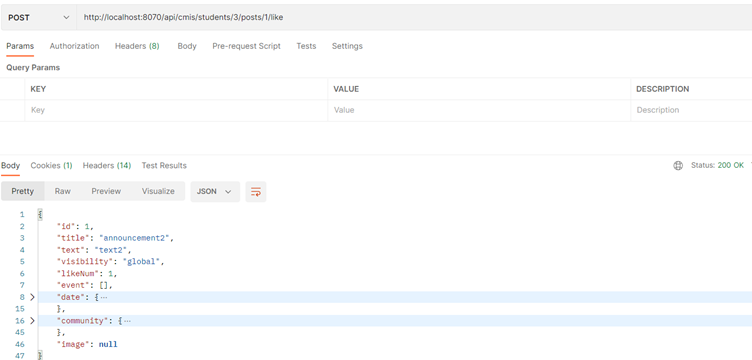 POST http://localhost:8070/api/cmis/students/3/posts/1/like
Params Authorization Headers (8) Body Pre-request Script Tests Settings
Query Params
KEY VALUE DESCRIPTION
Key Value Description
Body Cookies (1) Headers (14) Test Results Status: 200 OK
Pretty Raw Preview Visualize JSON
1 {
2 "id": 1,
3 "title": "announcement2",
4 "text": "text2",
5 "visibility": "global",
6 "likeNum": 1,
7 "event": [],
8 "date": {...
15 },
16 "community": {...
45 },
46 "image": null
47 }